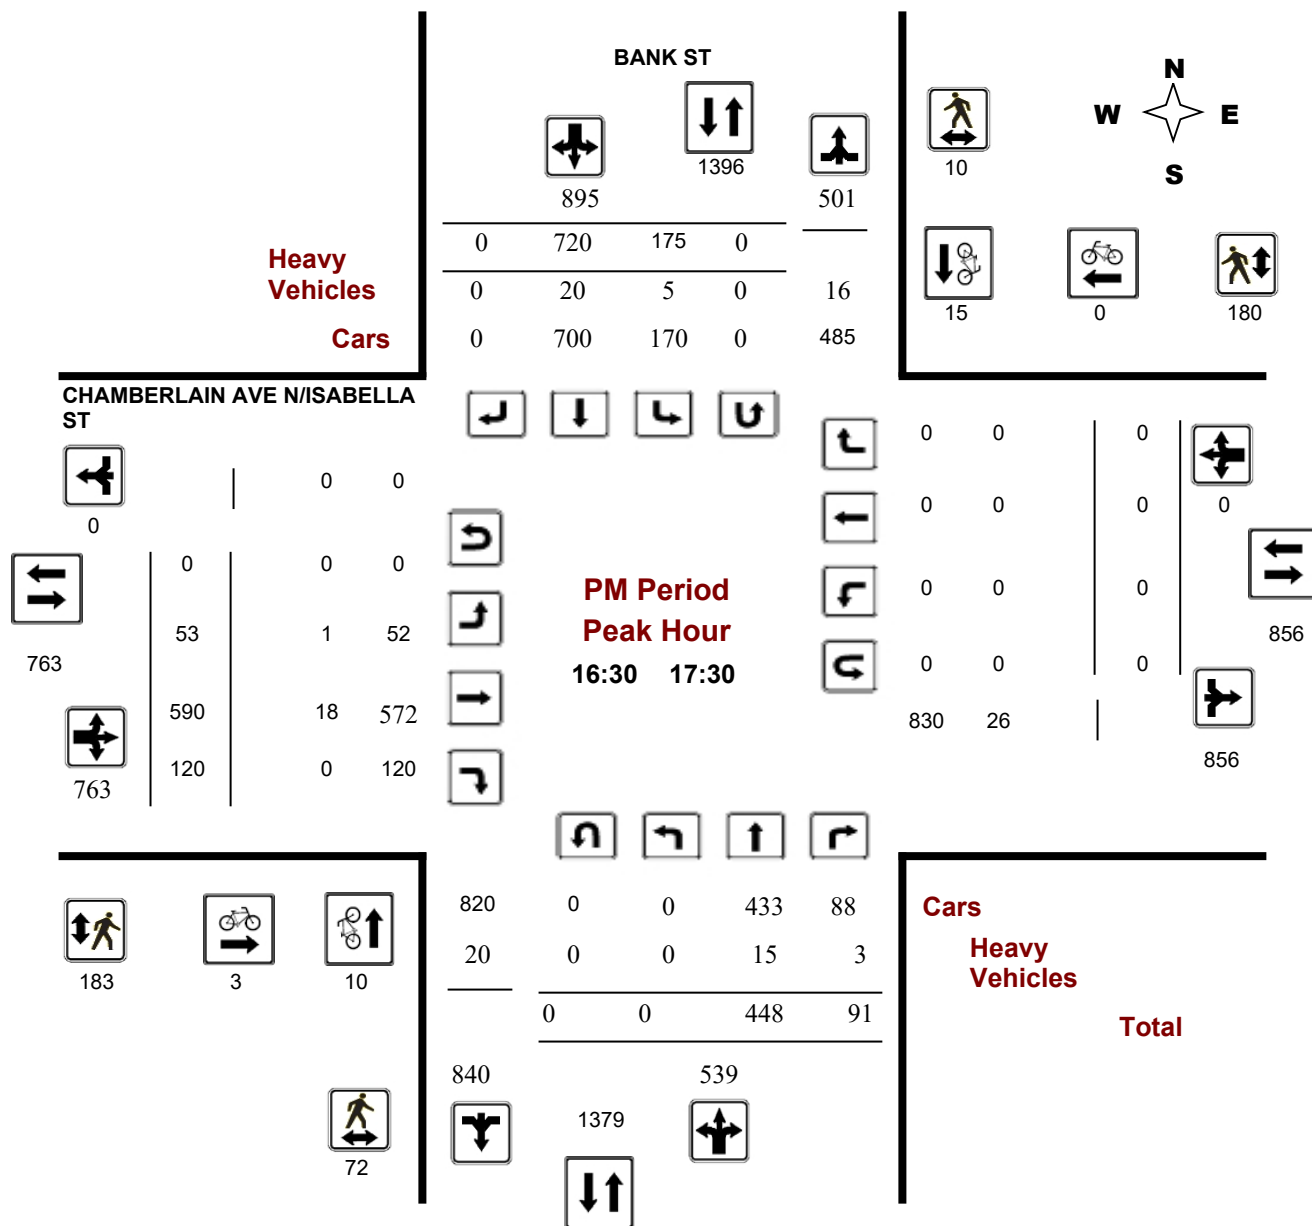 BANK ST
N
W E
S
1396
10
895
501
0 720 175 0
Heavy
Vehicles
0 20 5 0 16
15 0 180
Cars
0 700 170 0 485
CHAMBERLAIN AVE N/ISABELLA
ST
0 0 0
0 0
0
0 0 0
0
0 0 0
PM Period
Peak Hour
16:30 17:30
0 0 0
53 1 52
763
856
0 0 0
590 18 572
830 26
856
120 0 120
763
820 0 0 433 88
Cars
20 0 0 15 3
Heavy
Vehicles
183 3 10
0 0 448 91
Total
840 539
1379
72